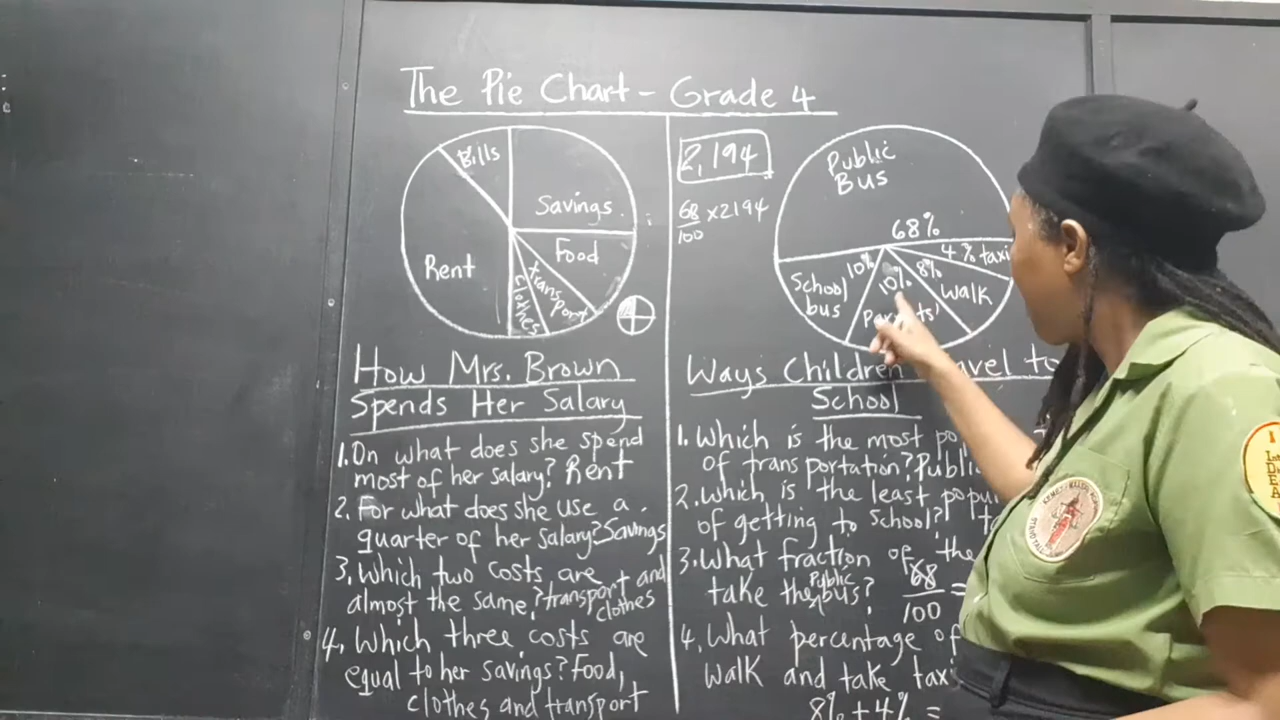 The Pie Chart - Grade 4
Bills
Savings
Rent
Food
transport
clothes
How Mrs. Brown
Spends Her Salary
1. On what does she spend
most of her salary? Rent
2. For what does she use a
quarter of her salary? Savings
3. Which two costs are
almost the same? transport and
clothes
4. Which three costs are
equal to her savings? Food,
clothes and transport
2,194
68/100 x 2194
Public
Bus
68%
4% taxi
8%
Walk
10%
10%
School
bus
Ways Children
School
1. Which is the most
of transportation?
2. Which is the least
of getting to School?
3. What fraction of the
take the Public bus? 68/100 =
4. What percentage of
walk and take taxi
8% + 4% =